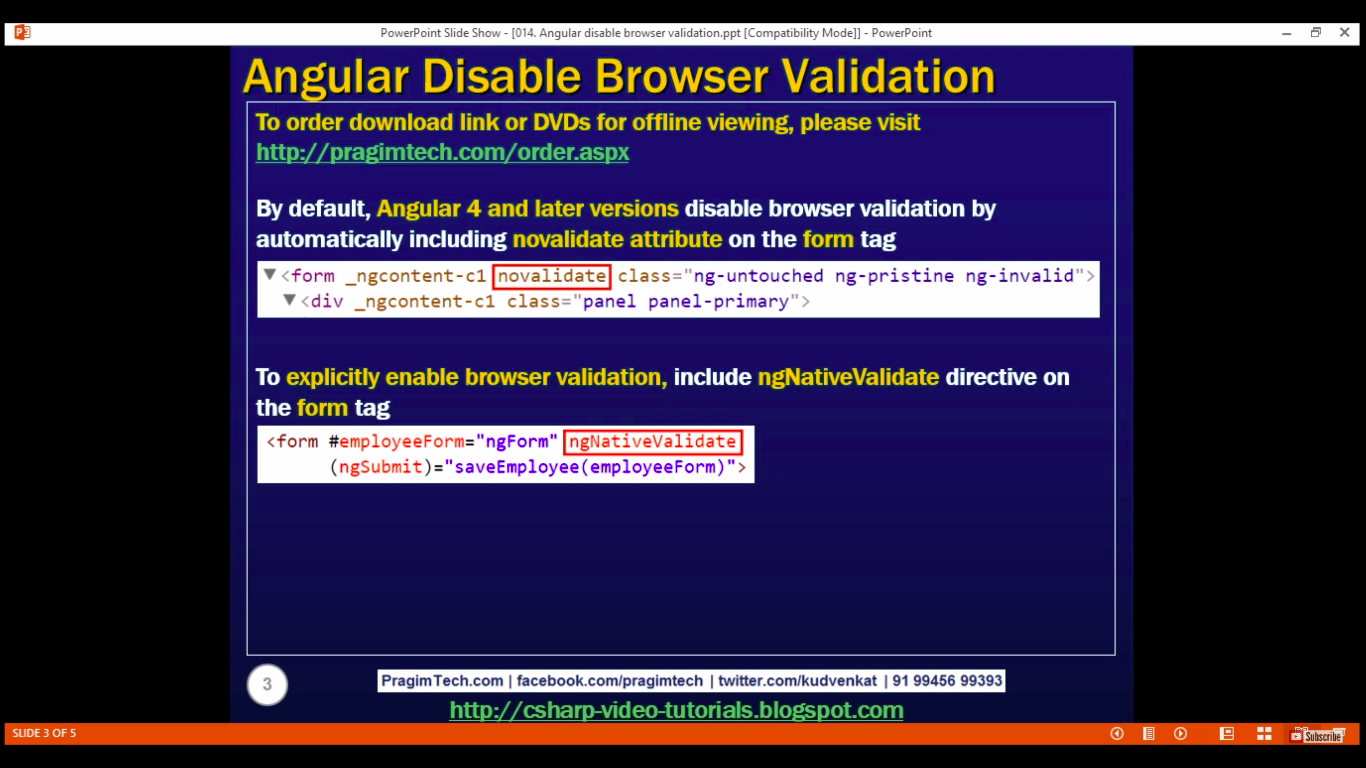 PowerPoint Slide Show - [014. Angular disable browser validation.ppt [Compatibility Mode]] - PowerPoint
Angular Disable Browser Validation
To order download link or DVDs for offline viewing, please visit
http://pragimtech.com/order.aspx
By default, Angular 4 and later versions disable browser validation by
automatically including novalidate attribute on the form tag
▼<form _ngcontent-c1 novalidate class="ng-untouched ng-pristine ng-invalid">
▼<div _ngcontent-c1 class="panel panel-primary">
To explicitly enable browser validation, include ngNativeValidate directive on
the form tag
<form #employeeForm="ngForm" ngNativeValidate
(ngSubmit)="saveEmployee(employeeForm)">
3
PragimTech.com | facebook.com/pragimtech | twitter.com/kudvenkat | 91 99456 99393
http://csharp-video-tutorials.blogspot.com
SLIDE 3 OF 5
Subscribe